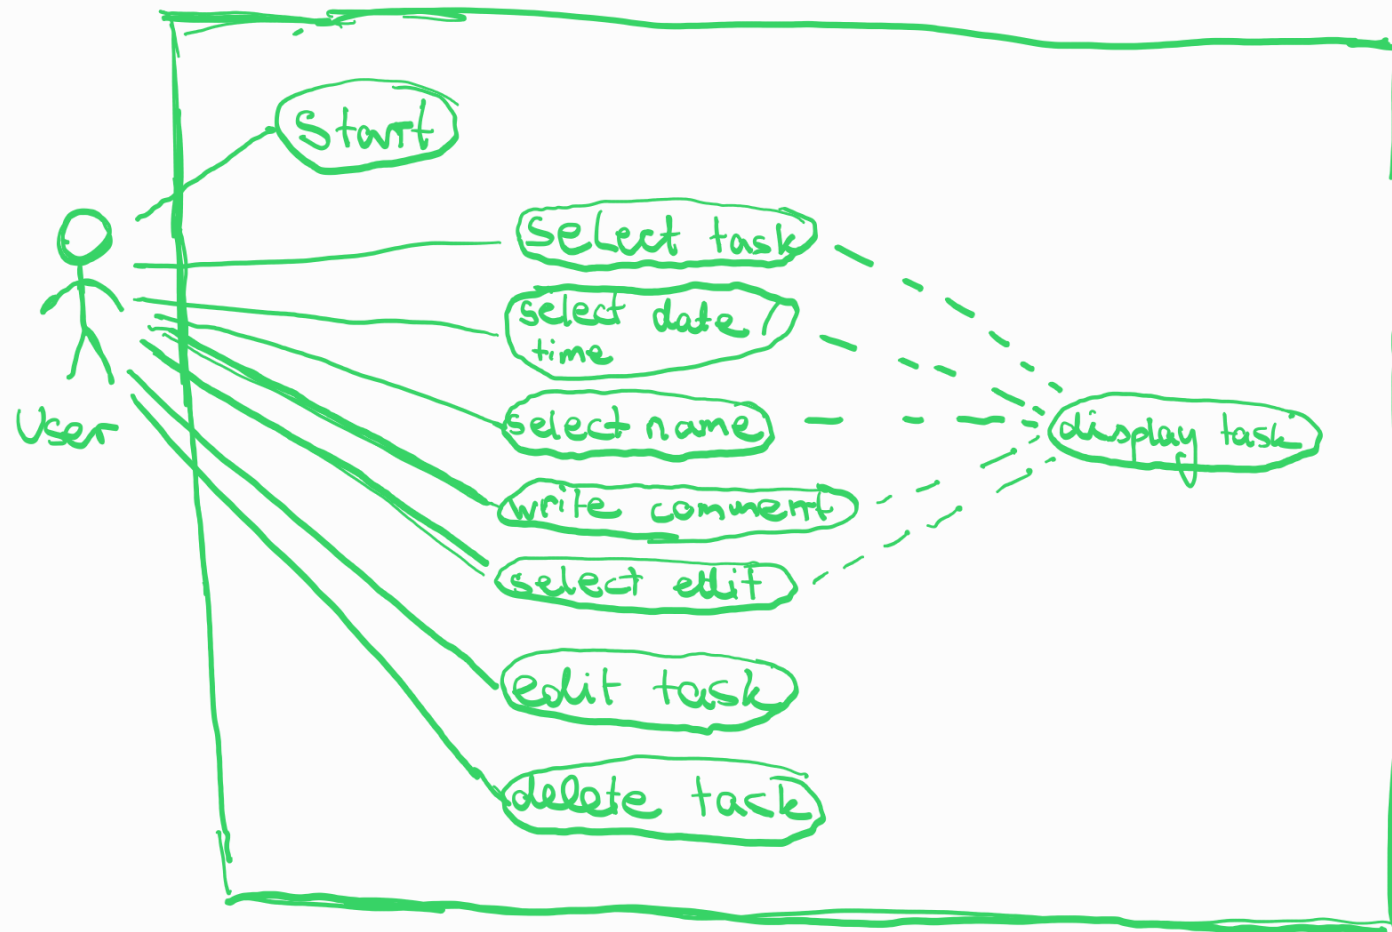 Start
select task
select date
time
select name
display task
User
write comment
select edit
edit task
delete task